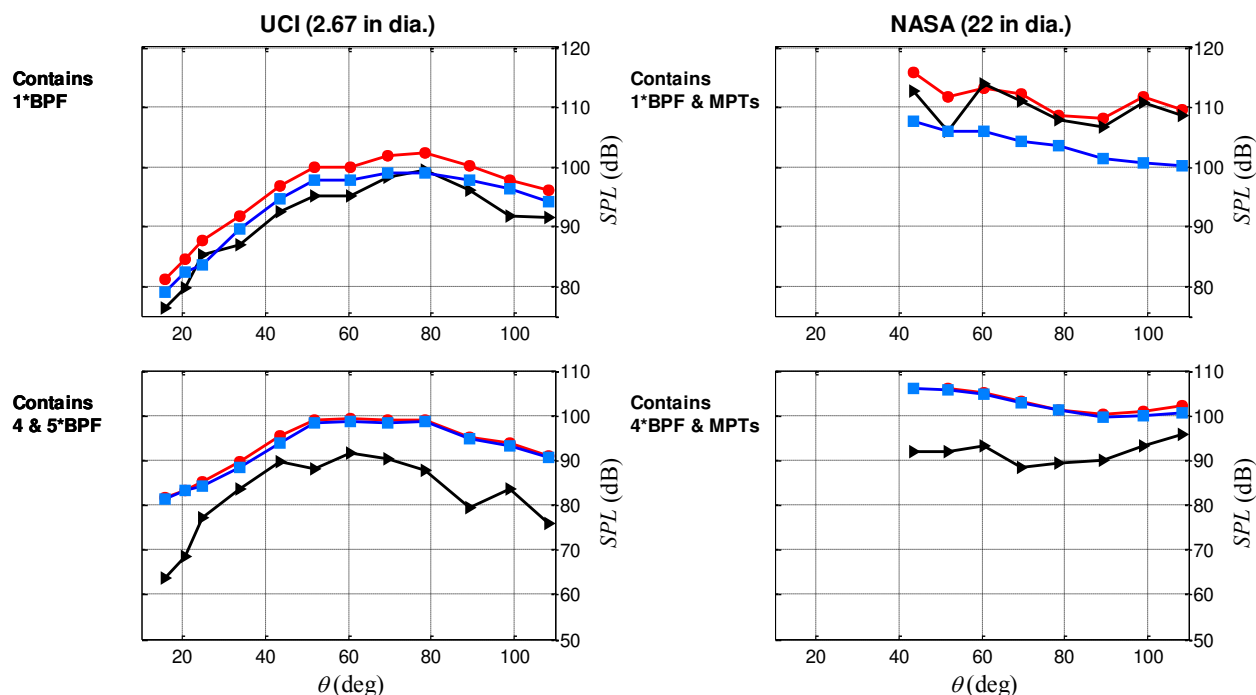 UCI (2.67 in dia.)
NASA (22 in dia.)
Contains
1*BPF
120
110
100
90
80
SPL (dB)
20 40 60 80 100
Contains
1*BPF & MPTs
120
110
100
90
80
SPL (dB)
20 40 60 80 100
Contains
4 & 5*BPF
110
100
90
80
70
60
50
SPL (dB)
20 40 60 80 100
θ (deg)
Contains
4*BPF & MPTs
110
100
90
80
70
60
50
SPL (dB)
20 40 60 80 100
θ (deg)